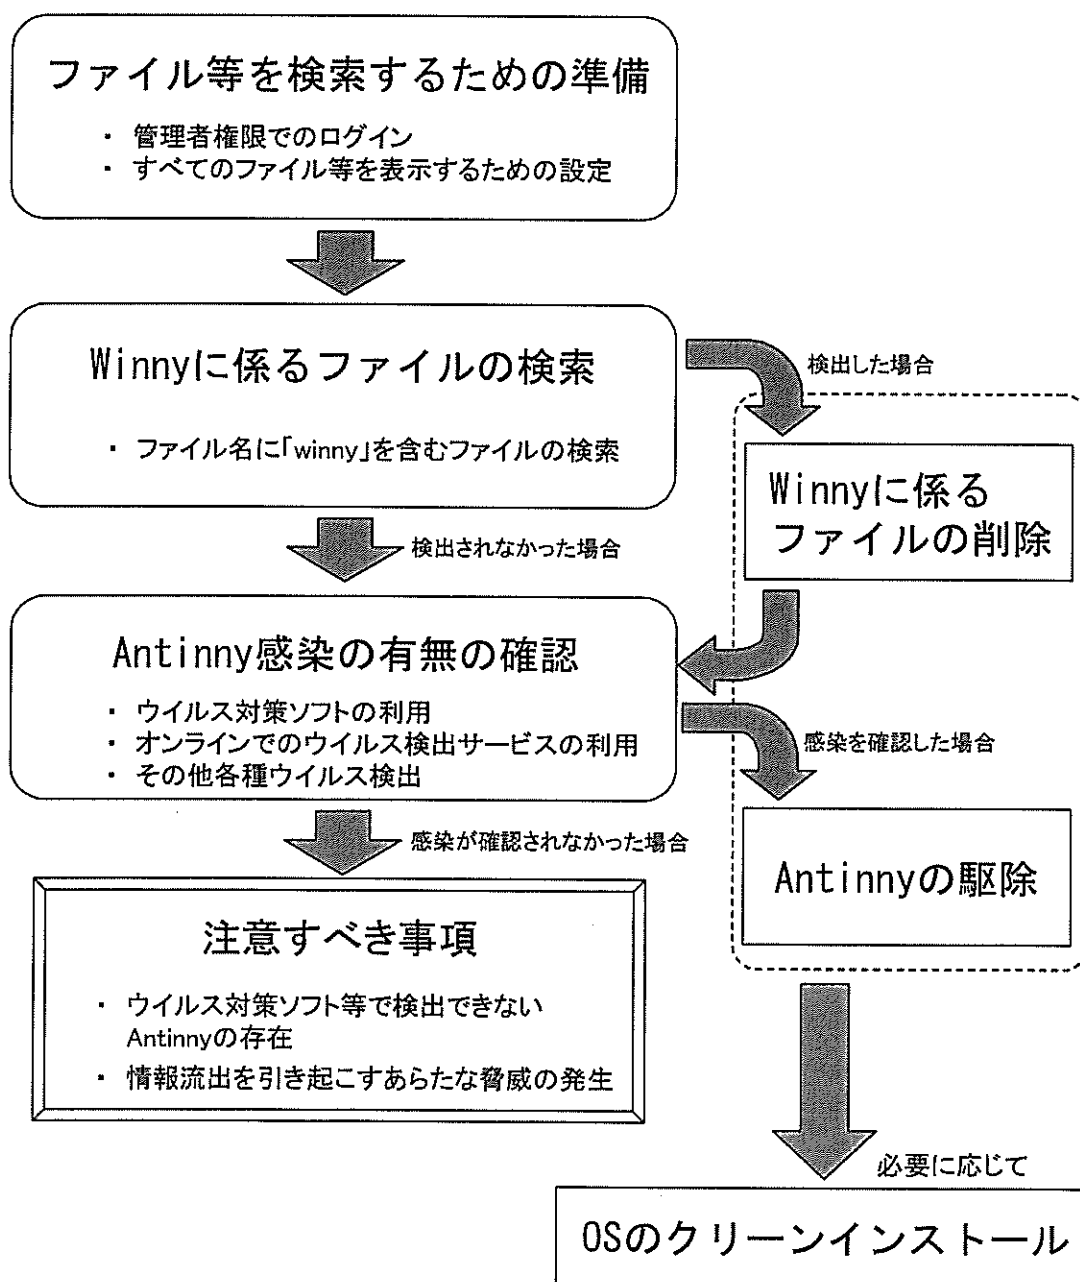 ファイル等を検索するための準備
・ 管理者権限でのログイン
・ すべてのファイル等を表示するための設定
Winnyに係るファイルの検索
・ ファイル名に「winny」を含むファイルの検索
検出した場合
Winnyに係る
ファイルの削除
検出されなかった場合
Antinny感染の有無の確認
・ ウイルス対策ソフトの利用
・ オンラインでのウイルス検出サービスの利用
・ その他各種ウイルス検出
感染を確認した場合
Antinnyの駆除
感染が確認されなかった場合
注意すべき事項
・ ウイルス対策ソフト等で検出できない
Antinnyの存在
・ 情報流出を引き起こすあらたな脅威の発生
必要に応じて
OSのクリーンインストール